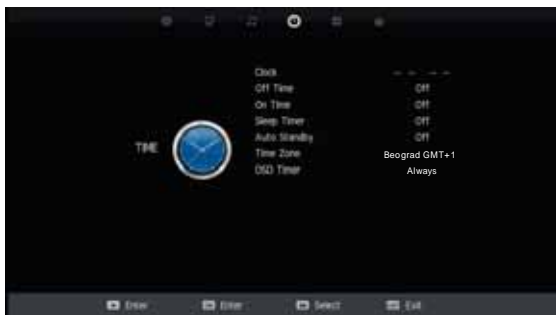 Clock -- --
Off Time Off
On Time Off
Sleep Timer Off
Auto Standby Off
TIME
Time Zone Beograd GMT+1
OSD Timer Always
Enter Enter Select Exit